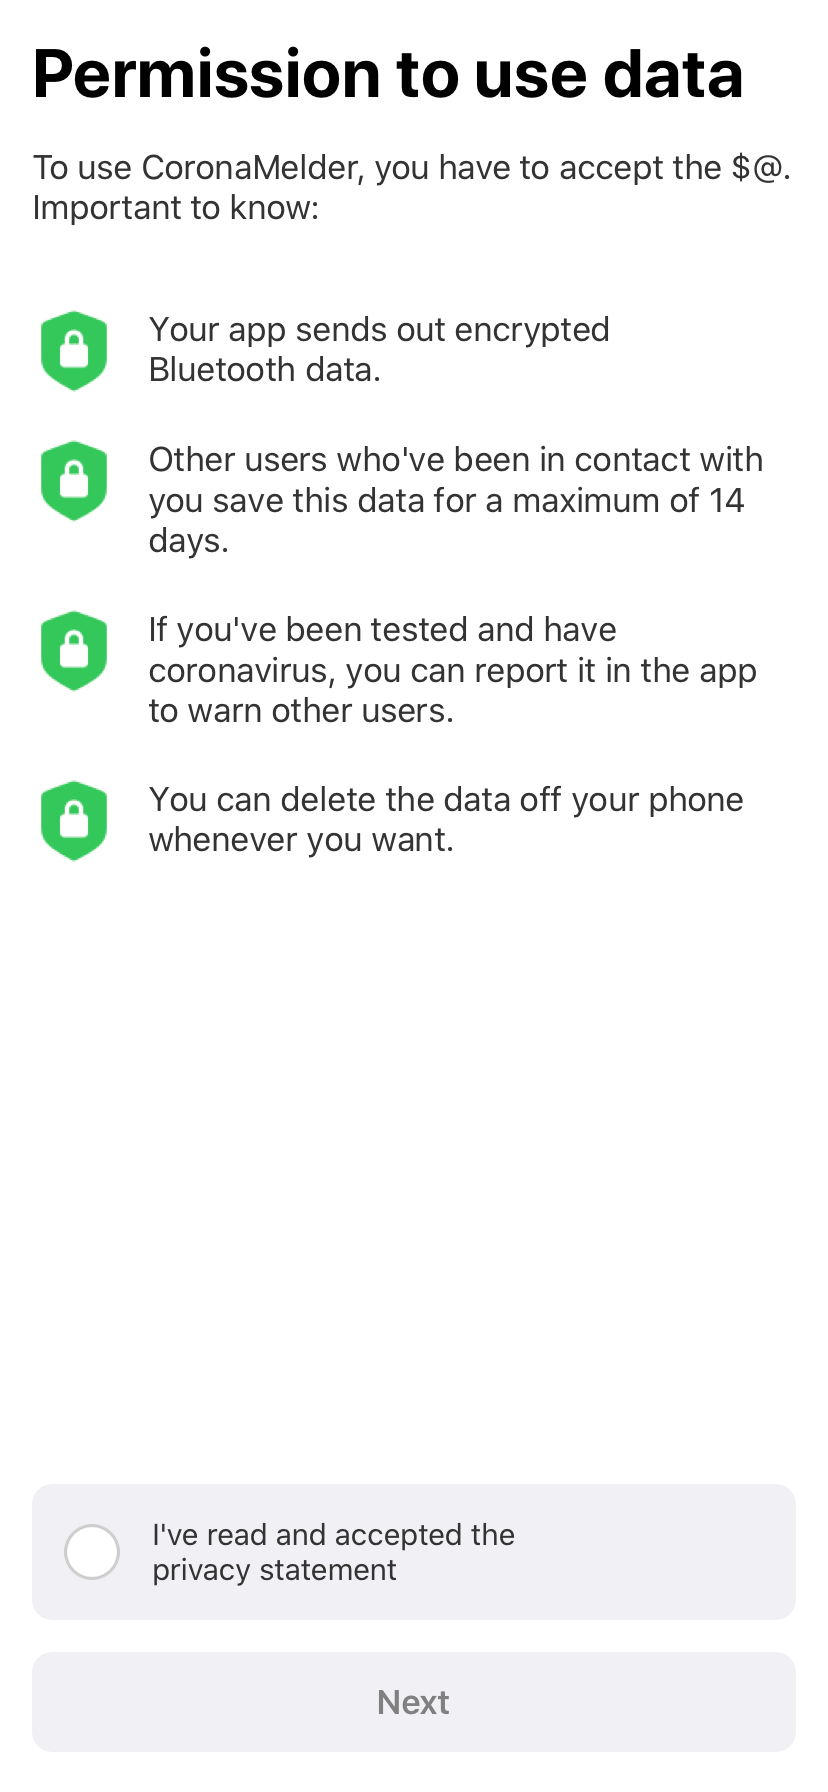 Permission to use data
To use CoronaMelder, you have to accept the $@.
Important to know:
Your app sends out encrypted
Bluetooth data.
Other users who've been in contact with
you save this data for a maximum of 14
days.
If you've been tested and have
coronavirus, you can report it in the app
to warn other users.
You can delete the data off your phone
whenever you want.
I've read and accepted the
privacy statement
Next